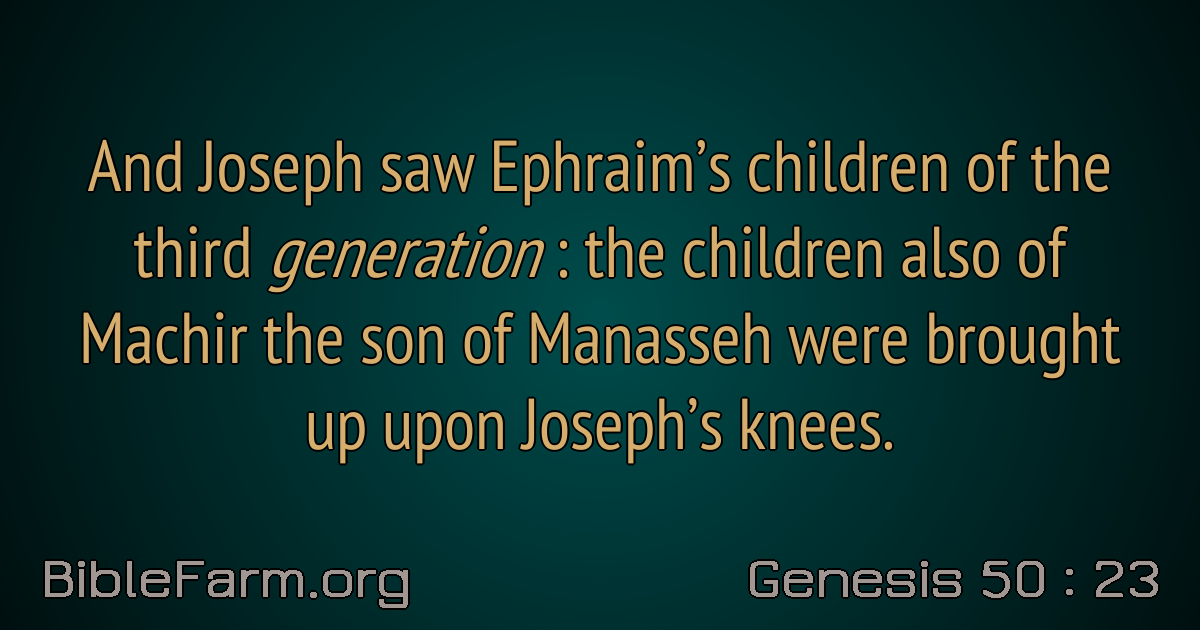 And Joseph saw Ephraim’s children of the
third generation : the children also of
Machir the son of Manasseh were brought
up upon Joseph’s knees.
BibleFarm.org
Genesis 50 : 23